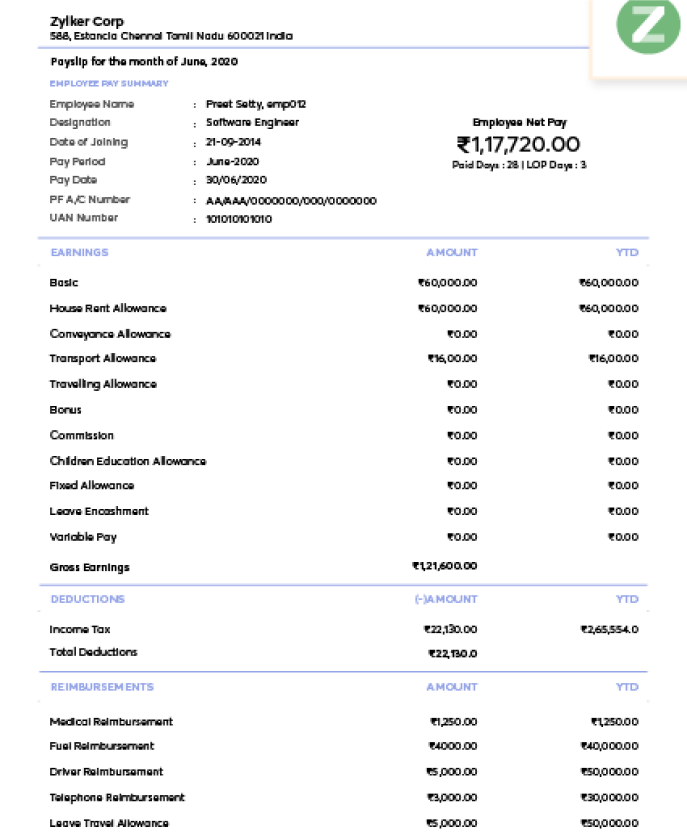 Zylker Corp
588, Estancia Chennai Tamil Nadu 600021 India
Z
Payslip for the month of June, 2020
EMPLOYEE PAY SUMMARY
Employee Name : Preet Setty, emp012
Designation : Software Engineer
Date of Joining : 21-09-2014
Pay Period : June-2020
Pay Date : 30/06/2020
PF A/C Number : AA/AAA/0000000/000/0000000
UAN Number : 101010101010
Employee Net Pay
₹1,17,720.00
Paid Days : 28 | LOP Days : 3
EARNINGS AMOUNT YTD
Basic ₹60,000.00 ₹60,000.00
House Rent Allowance ₹60,000.00 ₹60,000.00
Conveyance Allowance ₹0.00 ₹0.00
Transport Allowance ₹16,00.00 ₹16,00.00
Travelling Allowance ₹0.00 ₹0.00
Bonus ₹0.00 ₹0.00
Commission ₹0.00 ₹0.00
Children Education Allowance ₹0.00 ₹0.00
Fixed Allowance ₹0.00 ₹0.00
Leave Encashment ₹0.00 ₹0.00
Variable Pay ₹0.00 ₹0.00
Gross Earnings ₹1,21,600.00
DEDUCTIONS (-)AMOUNT YTD
Income Tax ₹22,130.00 ₹2,65,554.0
Total Deductions ₹22,130.0
REIMBURSEMENTS AMOUNT YTD
Medical Reimbursement ₹1,250.00 ₹1,250.00
Fuel Reimbursement ₹4000.00 ₹40,000.00
Driver Reimbursement ₹5,000.00 ₹50,000.00
Telephone Reimbursement ₹3,000.00 ₹30,000.00
Leave Travel Allowance ₹5,000.00 ₹50,000.00